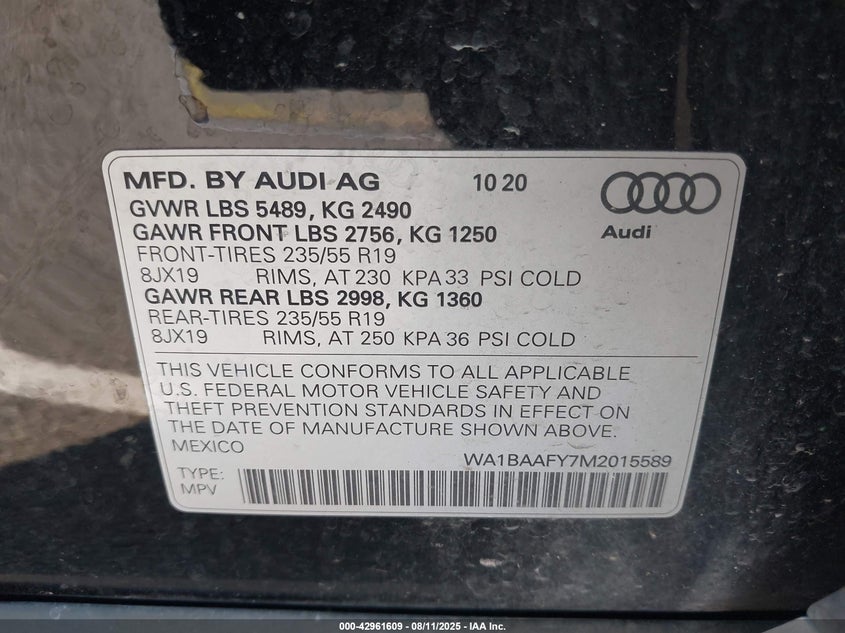 MFD. BY AUDI AG 10 20
GVWR LBS 5489, KG 2490
GAWR FRONT LBS 2756, KG 1250
Audi
FRONT-TIRES 235/55 R19
8JX19 RIMS, AT 230 KPA 33 PSI COLD
GAWR REAR LBS 2998, KG 1360
REAR-TIRES 235/55 R19
8JX19 RIMS, AT 250 KPA 36 PSI COLD
THIS VEHICLE CONFORMS TO ALL APPLICABLE
U.S. FEDERAL MOTOR VEHICLE SAFETY AND
THEFT PREVENTION STANDARDS IN EFFECT ON
THE DATE OF MANUFACTURE SHOWN ABOVE.
MEXICO
WA1BAAFY7M2015589
TYPE:
MPV
000-42961609 - 08/11/2025 - IAA Inc.